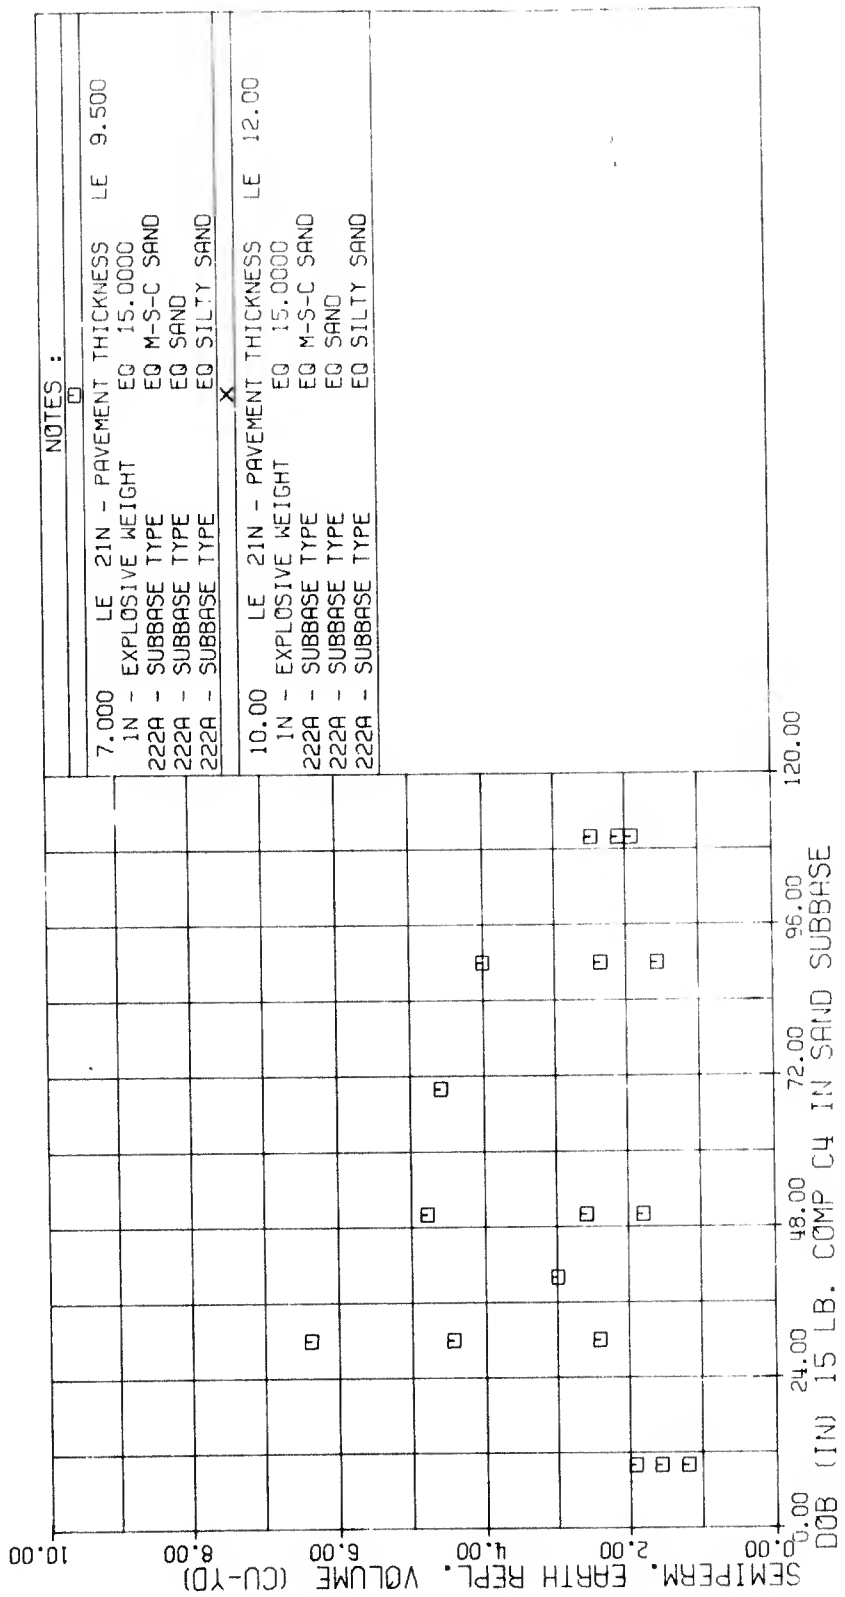 NOTES :
7.000 LE 21N - PAVEMENT THICKNESS LE 9.500
1N - EXPLOSIVE WEIGHT EQ 15.0000
222A - SUBBASE TYPE EQ M-S-C SAND
222A - SUBBASE TYPE EQ SAND
222A - SUBBASE TYPE EQ SILTY SAND
X
10.00 LE 21N - PAVEMENT THICKNESS LE 12.00
1N - EXPLOSIVE WEIGHT EQ 15.0000
222A - SUBBASE TYPE EQ M-S-C SAND
222A - SUBBASE TYPE EQ SAND
222A - SUBBASE TYPE EQ SILTY SAND
10.00
8.00
6.00
4.00
2.00
0.00
SEMIPERM. EARTH REPL. VOLUME (CU-YD)
0.00 24.00 48.00 72.00 96.00 120.00
DOB (IN) 15 LB. COMP C4 IN SAND SUBBASE